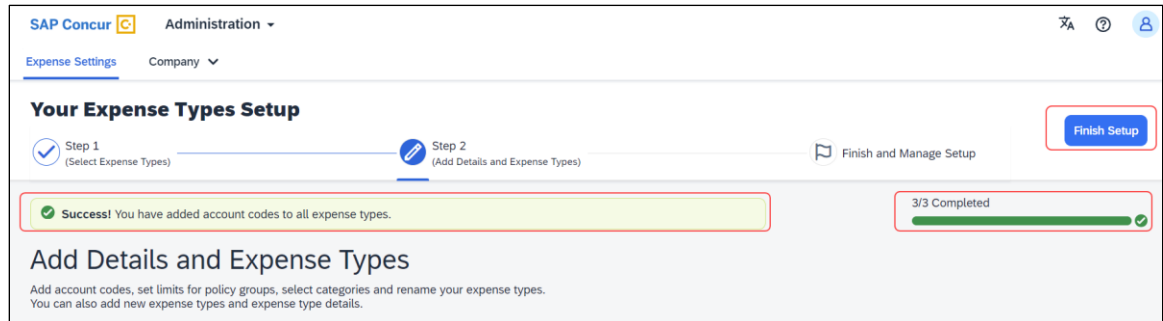 SAP Concur C Administration
Expense Settings Company
Your Expense Types Setup
Finish Setup
Step 1
(Select Expense Types)
Step 2
(Add Details and Expense Types)
Finish and Manage Setup
Success! You have added account codes to all expense types.
3/3 Completed
Add Details and Expense Types
Add account codes, set limits for policy groups, select categories and rename your expense types.
You can also add new expense types and expense type details.